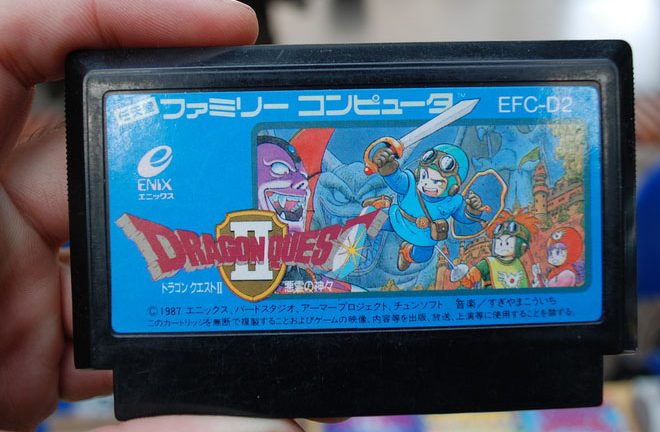 ファミリー コンピュータ™
EFC-D2
ENIX
エニックス
DRAGON QUEST
II
ドラゴン クエストII 悪霊の神々
©1987 エニックス、バードスタジオ、アーマープロジェクト、チュンソフト 音楽/すぎやまこういち
このカートリッジを無断で複製することおよびゲームの映像、内容等を出版、放送、上演等に使用することを禁ずる。